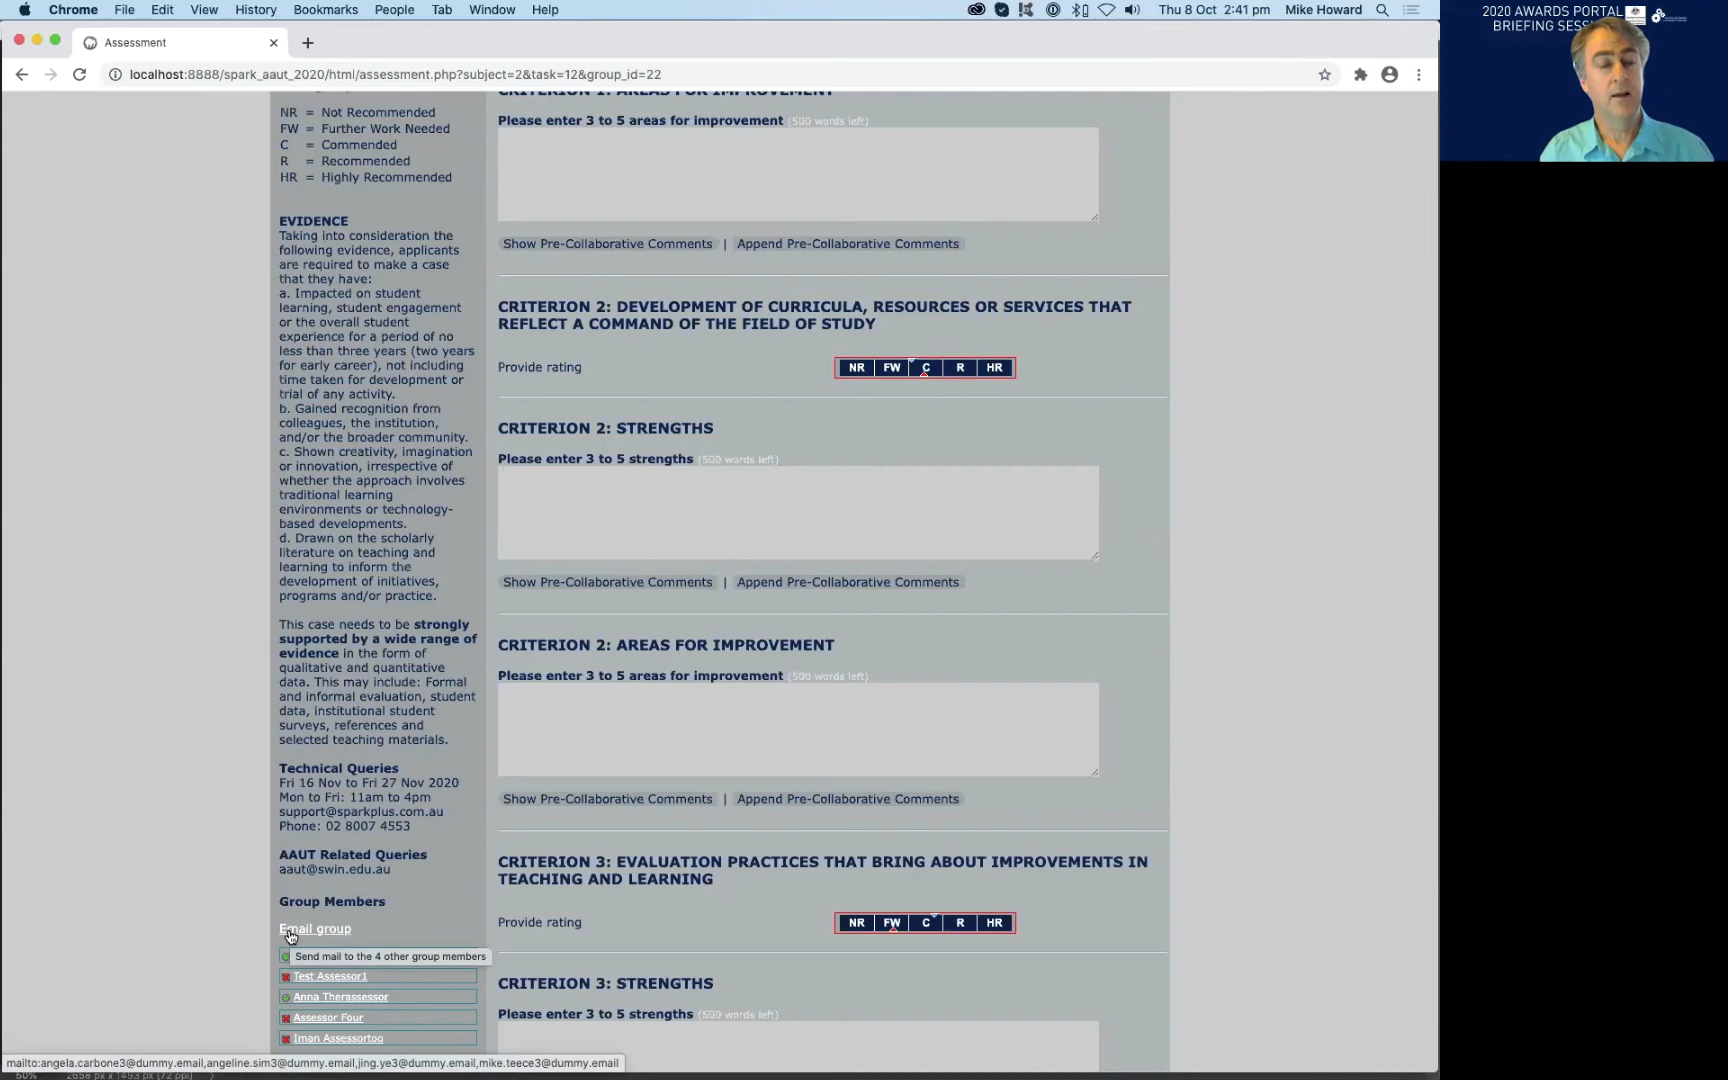 Chrome File Edit View History Bookmarks People Tab Window Help
Thu 8 Oct 2:41 pm Mike Howard
2020 AWARDS PORTAL
BRIEFING
Assessment
localhost:8888/spark_aaut_2020/html/assessment.php?subject=2&task=12&group_id=22
NR = Not Recommended
FW = Further Work Needed
C = Commended
R = Recommended
HR = Highly Recommended
EVIDENCE
Taking into consideration the
following evidence, applicants
are required to make a case
that they have:
a. Impacted on student
learning, student engagement
or the overall student
experience for a period of no
less than three years (two years
for early career), not including
time taken for development or
trial of any activity.
b. Gained recognition from
colleagues, the institution,
and/or the broader community.
c. Shown creativity, imagination
or innovation, irrespective of
whether the approach involves
traditional learning
environments or technology-
based developments.
d. Drawn on the scholarly
literature on teaching and
learning to inform the
development of initiatives,
programs and/or practice.
This case needs to be strongly
supported by a wide range of
evidence in the form of
qualitative and quantitative
data. This may include: Formal
and informal evaluation, student
data, institutional student
surveys, references and
selected teaching materials.
Technical Queries
Fri 16 Nov to Fri 27 Nov 2020
Mon to Fri: 11am to 4pm
support@sparkplus.com.au
Phone: 02 8007 4553
AAUT Related Queries
aaut@swin.edu.au
Group Members
Email group
Send mail to the 4 other group members
Test Assessor1
Anna Therassessor
Assessor Four
Iman Assessortoo
CRITERION 1: AREAS FOR IMPROVEMENT
Please enter 3 to 5 areas for improvement (500 words left)
Show Pre-Collaborative Comments | Append Pre-Collaborative Comments
CRITERION 2: DEVELOPMENT OF CURRICULA, RESOURCES OR SERVICES THAT
REFLECT A COMMAND OF THE FIELD OF STUDY
Provide rating NR FW C R HR
CRITERION 2: STRENGTHS
Please enter 3 to 5 strengths (500 words left)
Show Pre-Collaborative Comments | Append Pre-Collaborative Comments
CRITERION 2: AREAS FOR IMPROVEMENT
Please enter 3 to 5 areas for improvement (500 words left)
Show Pre-Collaborative Comments | Append Pre-Collaborative Comments
CRITERION 3: EVALUATION PRACTICES THAT BRING ABOUT IMPROVEMENTS IN
TEACHING AND LEARNING
Provide rating NR FW C R HR
CRITERION 3: STRENGTHS
Please enter 3 to 5 strengths (500 words left)
mailto:angela.carbone3@dummy.email,angeline.sim3@dummy.email,jing.ye3@dummy.email,mike.teece3@dummy.email
2658 px x 1493 px (72 ppi)